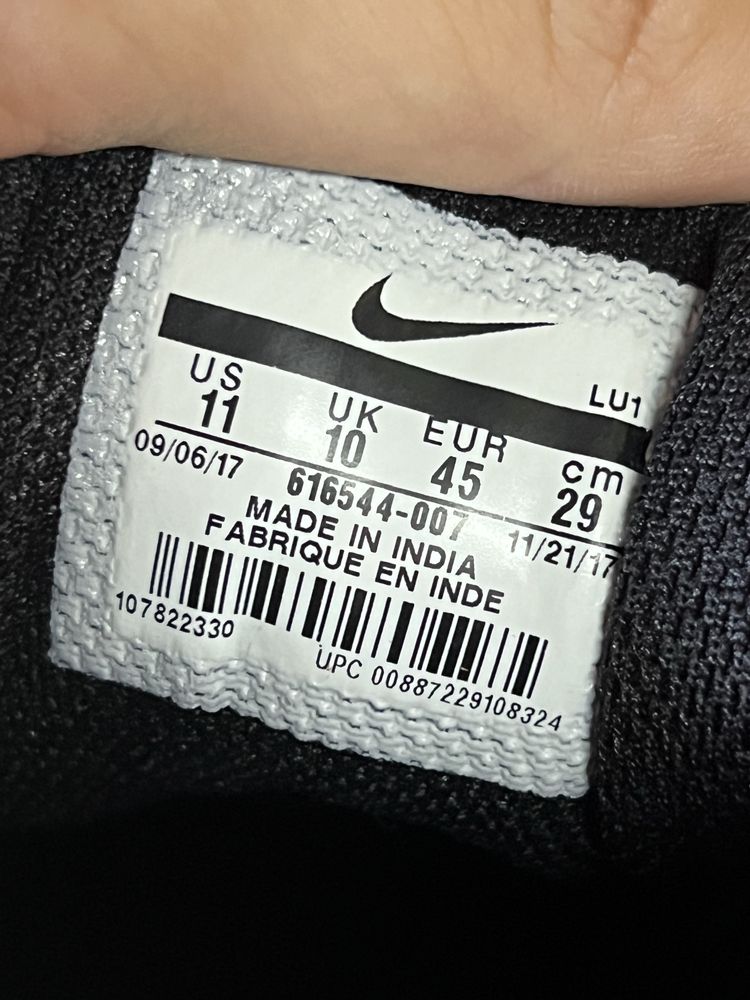 LU1
US UK EUR cm
11 10 45 29
09/06/17 616544-007 11/21/17
MADE IN INDIA
FABRIQUE EN INDE
107822330
UPC 00887229108324